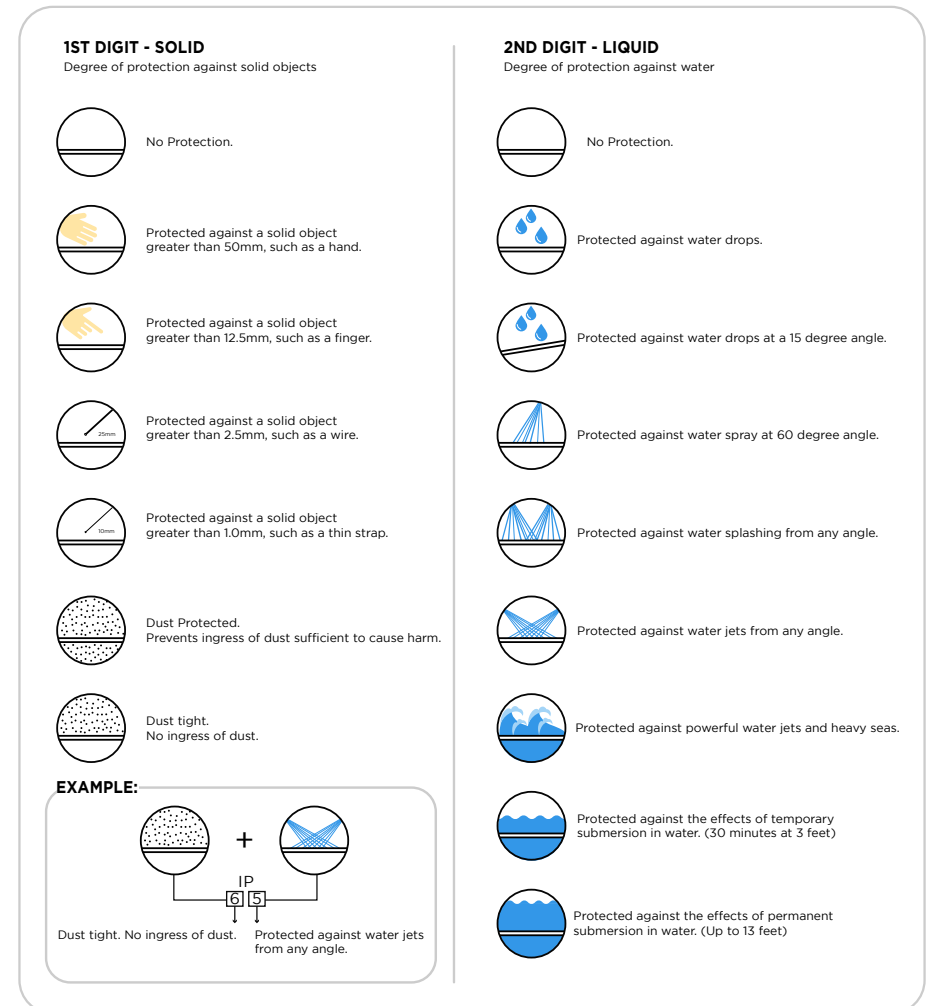 1ST DIGIT - SOLID
Degree of protection against solid objects
No Protection.
Protected against a solid object
greater than 50mm, such as a hand.
Protected against a solid object
greater than 12.5mm, such as a finger.
25mm
Protected against a solid object
greater than 2.5mm, such as a wire.
10mm
Protected against a solid object
greater than 1.0mm, such as a thin strap.
Dust Protected.
Prevents ingress of dust sufficient to cause harm.
Dust tight.
No ingress of dust.
EXAMPLE:
+
IP
6 5
Dust tight. No ingress of dust.
Protected against water jets
from any angle.
2ND DIGIT - LIQUID
Degree of protection against water
No Protection.
Protected against water drops.
Protected against water drops at a 15 degree angle.
Protected against water spray at 60 degree angle.
Protected against water splashing from any angle.
Protected against water jets from any angle.
Protected against powerful water jets and heavy seas.
Protected against the effects of temporary
submersion in water. (30 minutes at 3 feet)
Protected against the effects of permanent
submersion in water. (Up to 13 feet)